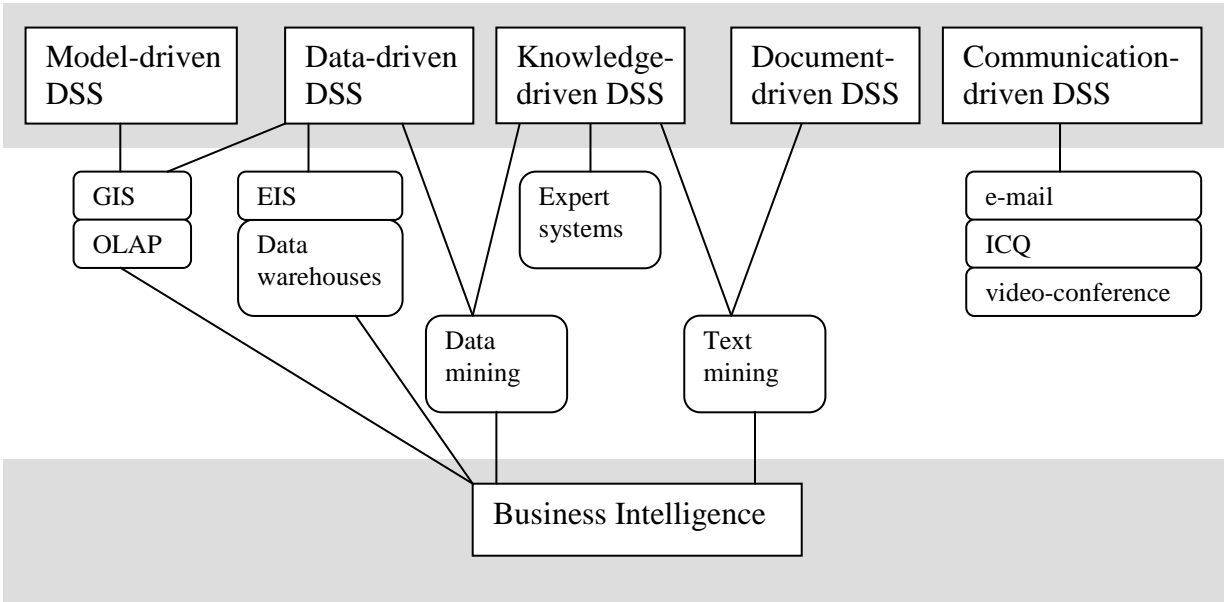 Model-driven
DSS
Data-driven
DSS
Knowledge-
driven DSS
Document-
driven DSS
Communication-
driven DSS
GIS
OLAP
EIS
Data
warehouses
Expert
systems
e-mail
ICQ
video-conference
Data
mining
Text
mining
Business Intelligence